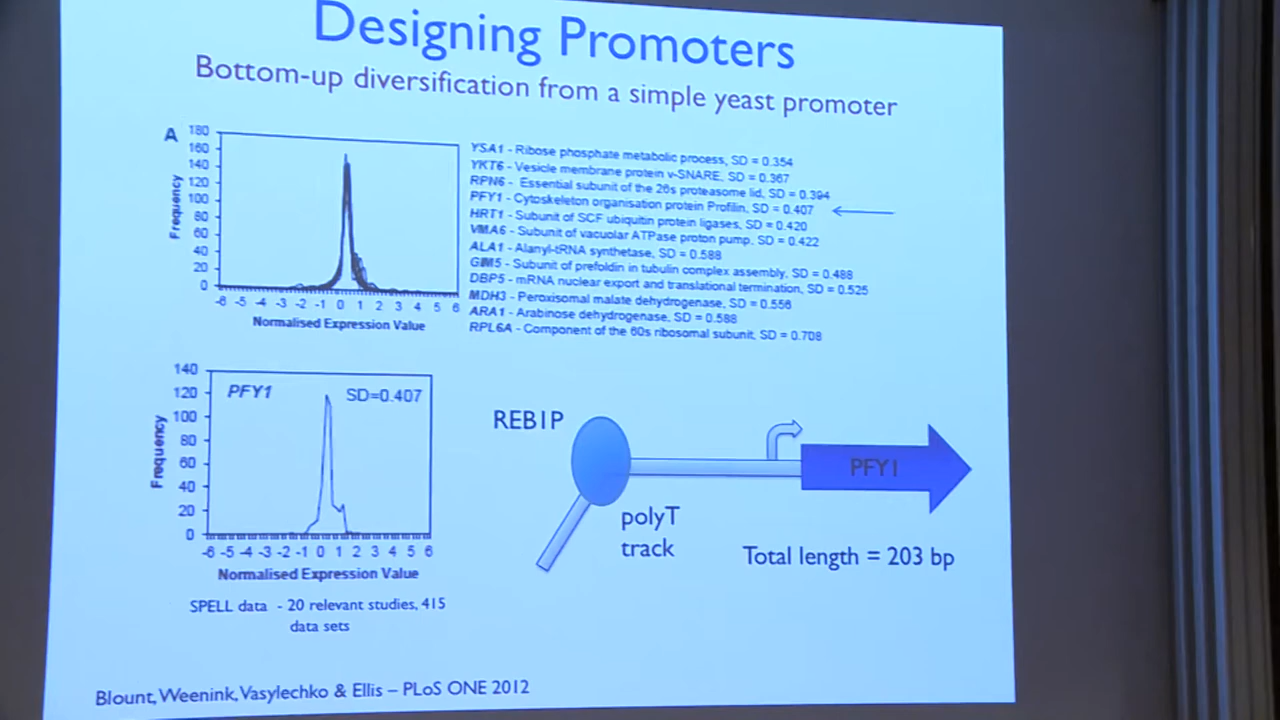 Designing Promoters
Bottom-up diversification from a simple yeast promoter
A
180
160
140
120
100
80
60
40
20
0
Frequency
-6 -5 -4 -3 -2 -1 0 1 2 3 4 5 6
Normalised Expression Value
YSA1 - Ribose phosphate metabolic process, SD = 0.354
YKT6 - Vesicle membrane protein v-SNARE, SD = 0.367
RPN6 - Essential subunit of the 26s proteasome lid, SD = 0.394
PFY1 - Cytoskeleton organisation protein Profilin, SD = 0.407
HRT1 - Subunit of SCF ubiquitin protein ligases, SD = 0.420
VMA6 - Subunit of vacuolar ATPase proton pump, SD = 0.422
ALA1 - Alanyl-tRNA synthetase, SD = 0.588
GIM5 - Subunit of prefoldin in tubulin complex assembly, SD = 0.488
DBP5 - mRNA nuclear export and translational termination, SD = 0.525
MDH3 - Peroxisomal malate dehydrogenase, SD = 0.556
ARA1 - Arabinose dehydrogenase, SD = 0.588
RPL6A - Component of the 60s ribosomal subunit, SD = 0.708
140
120
100
80
60
40
20
0
Frequency
PFY1 SD=0.407
-6 -5 -4 -3 -2 -1 0 1 2 3 4 5 6
Normalised Expression Value
SPELL data - 20 relevant studies, 415
data sets
REB1P
PFY1
polyT
track
Total length = 203 bp
Blount, Weenink, Vasylechko & Ellis – PLoS ONE 2012